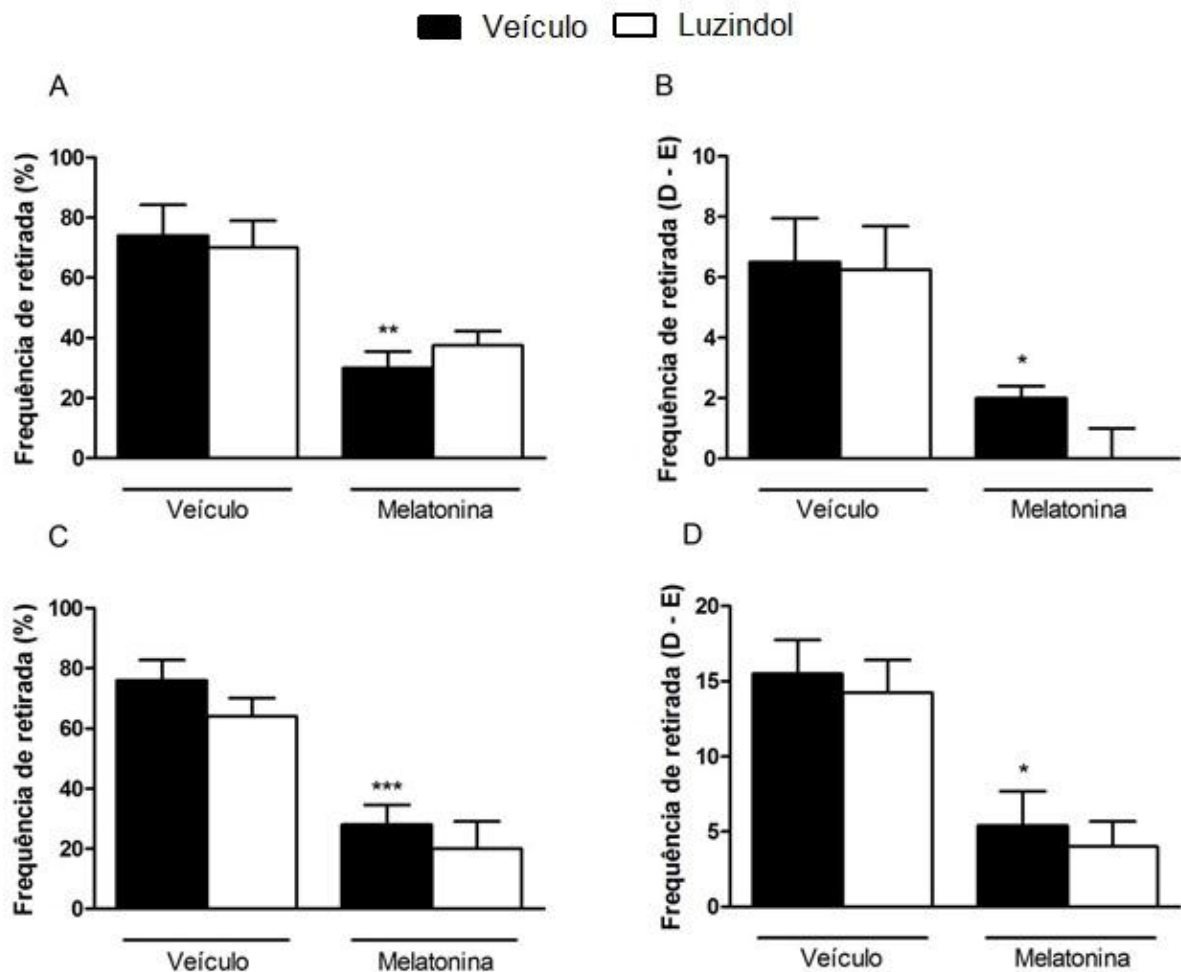 Veículo Luzindol
A
Frequência de retirada (%)
100
80
60
40
20
0
**
Veículo Melatonina
B
Frequência de retirada (D - E)
10
8
6
4
2
0
*
Veículo Melatonina
C
Frequência de retirada (%)
100
80
60
40
20
0
***
Veículo Melatonina
D
Frequência de retirada (D - E)
20
15
10
5
0
*
Veículo Melatonina